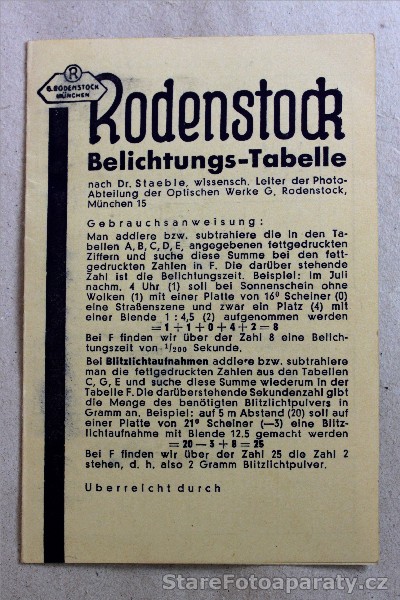 R
G. RODENSTOCK
MÜNCHEN
Rodenstock
Belichtungs-Tabelle
nach Dr. Staeble, wissensch. Leiter der Photo-
Abteilung der Optischen Werke G. Rodenstock,
München 15
Gebrauchsanweisung:
Man addiere bzw. subtrahiere die in den Ta-
bellen A, B, C, D, E, angegebenen fettgedruckten
Ziffern und suche diese Summe bei den fett-
gedruckten Zahlen in F. Die darüber stehende
Zahl ist die Belichtungszeit. Beispiel: Im Juli
nachm. 4 Uhr (1) soll bei Sonnenschein ohne
Wolken (1) mit einer Platte von 16° Scheiner (0)
eine Straßenszene und zwar ein Platz (4) mit
einer Blende 1 : 4,5 (2) aufgenommen werden
= 1 + 1 + 0 + 4 + 2 = 8
Bei F finden wir über der Zahl 8 eine Belich-
tungszeit von 1/200 Sekunde.
Bei Blitzlichtaufnahmen addiere bzw. subtrahiere
man die fettgedruckten Zahlen aus den Tabellen
C, G, E und suche diese Summe wiederum in der
Tabelle F. Die darüberstehende Sekundenzahl gibt
die Menge des benötigten Blitzlichtpulvers in
Gramm an. Beispiel: auf 5 m Abstand (20) soll auf
einer Platte von 21° Scheiner (—3) eine Blitz-
lichtaufnahme mit Blende 12,5 gemacht werden
= 20 — 3 + 8 = 25
Bei F finden wir über der Zahl 25 die Zahl 2
stehen, d. h. also 2 Gramm Blitzlichtpulver.
Überreicht durch
StareFotoaparaty.cz